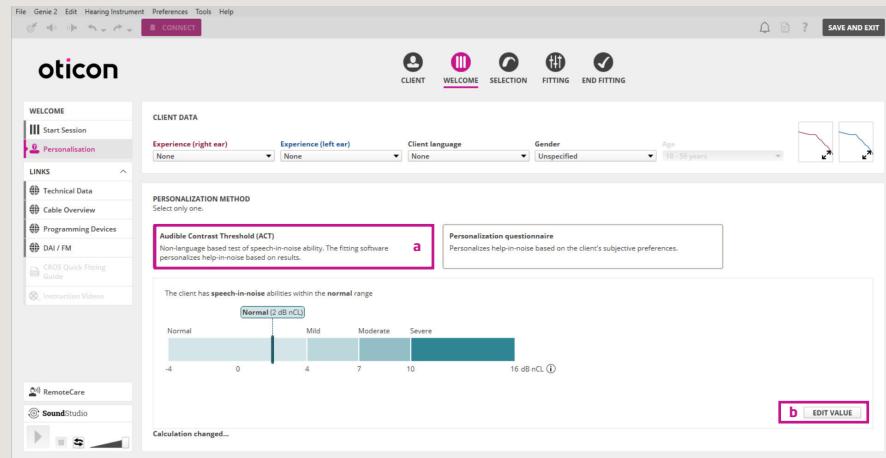 File Genie 2 Edit Hearing Instrument Preferences Tools Help
CONNECT
?
SAVE AND EXIT
oticon
CLIENT WELCOME SELECTION FITTING END FITTING
WELCOME
Start Session
Personalisation
LINKS
Technical Data
Cable Overview
Programming Devices
DAI / FM
CROS Quick Fitting
Guide
Instruction Videos
RemoteCare
SoundStudio
CLIENT DATA
Experience (right ear) Experience (left ear) Client language Gender Age
None None None Unspecified 18 - 59 years
PERSONALIZATION METHOD
Select only one.
Audible Contrast Threshold (ACT)
Non-language based test of speech-in-noise ability. The fitting software
personalizes help-in-noise based on results.
a
Personalization questionnaire
Personalizes help-in-noise based on the client's subjective preferences.
The client has speech-in-noise abilities within the normal range
Normal (2 dB nCL)
Normal Mild Moderate Severe
-4 0 4 7 10 16 dB nCL i
b EDIT VALUE
Calculation changed...